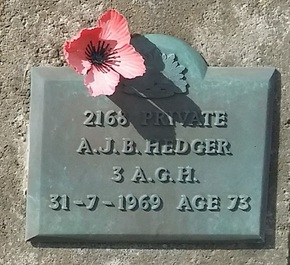 2168 PRIVATE
A.J.B. HEDGER
3 A.G.H.
31-7-1969 AGE 73